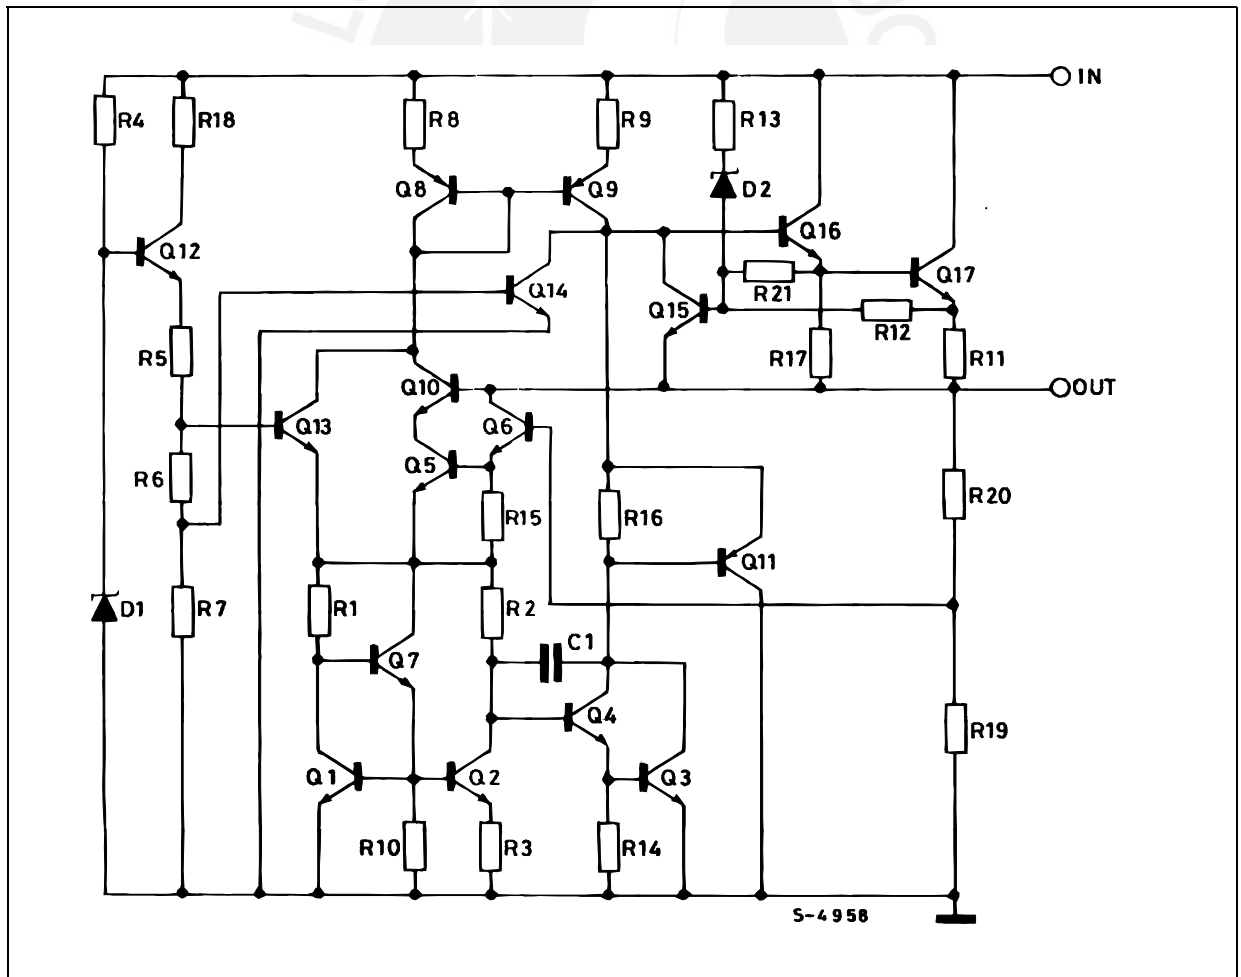 IN
R4 R18 R8 R9 R13
Q8 Q9 D2
Q12 Q16
Q14 R21 Q17
Q15 R12
R5 R17 R11
Q10 OUT
Q13 Q6
R6 Q5
R15 R16 R20
Q11
D1 R7 R1 R2
C1
Q7
Q4 R19
Q1 Q2 Q3
R10 R3 R14
S-4958